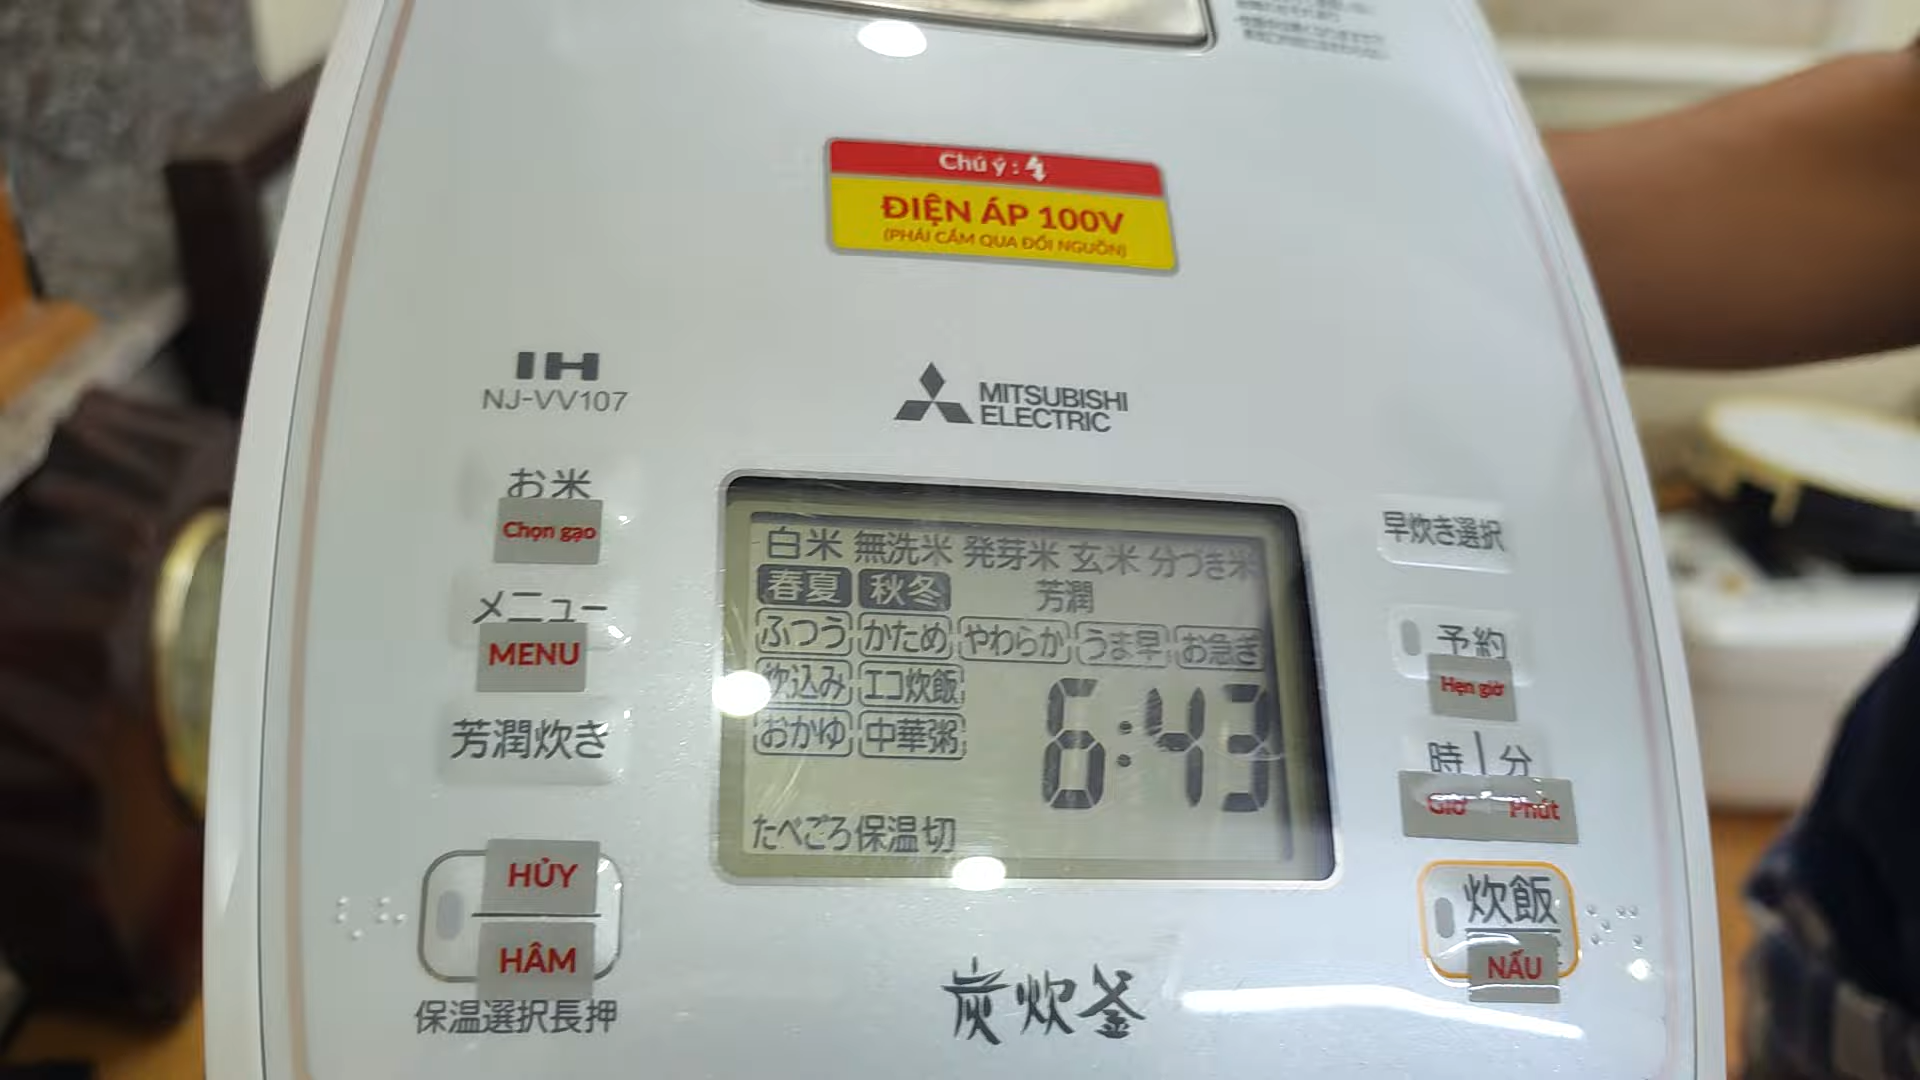 Chú ý :
ĐIỆN ÁP 100V
(PHẢI CẮM QUA ĐỔI NGUỒN)
IH
NJ-VV107
MITSUBISHI
ELECTRIC
お米
Chọn gạo
メニュー
MENU
芳潤炊き
HỦY
HÂM
保温選択長押
白米 無洗米 発芽米 玄米 分づき米
春夏 秋冬 芳潤
ふつう かため やわらか うま早 お急ぎ
炊込み エコ炊飯
おかゆ 中華粥
6:43
たべごろ保温切
早炊き選択
予約
Hẹn giờ
時 分
Giờ Phút
炊飯
NẤU
炭炊釜